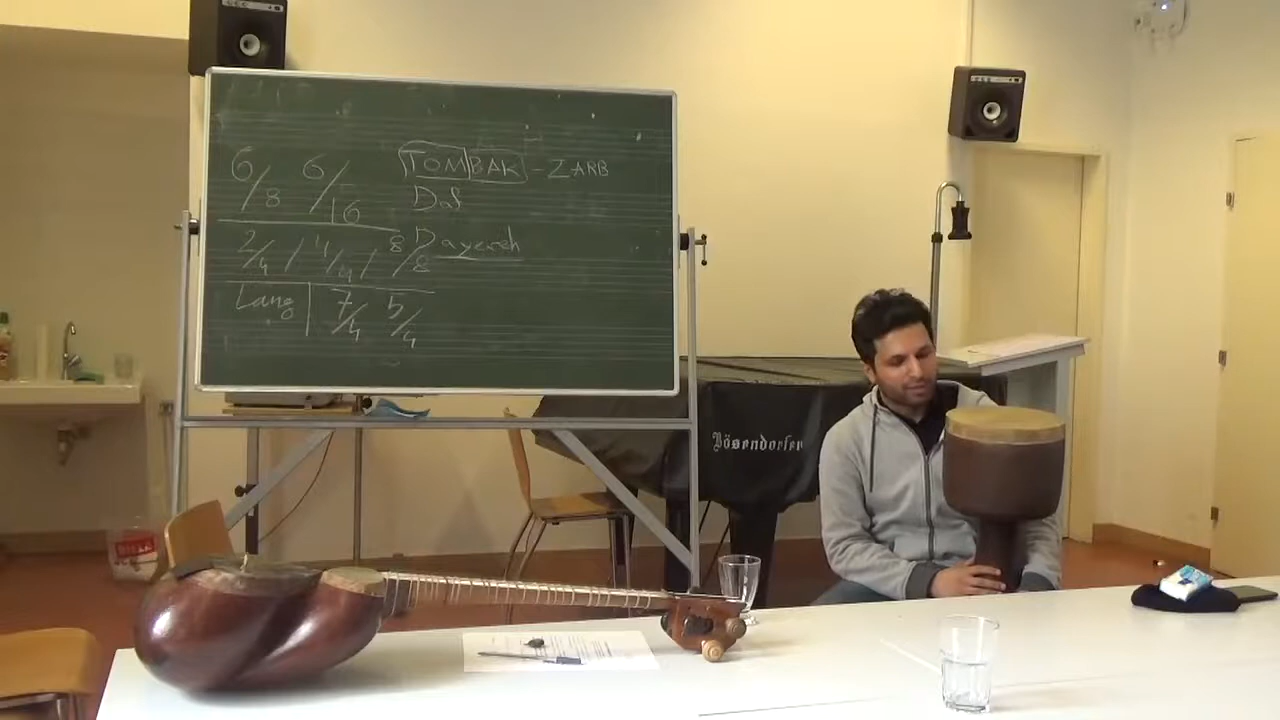 6/8 6/16 TOMBAK - ZARB
Daf
2/4 / 4/4 / 8/8 Dayereh
Lang 7/4 5/4
Bösendorfer
BILLA